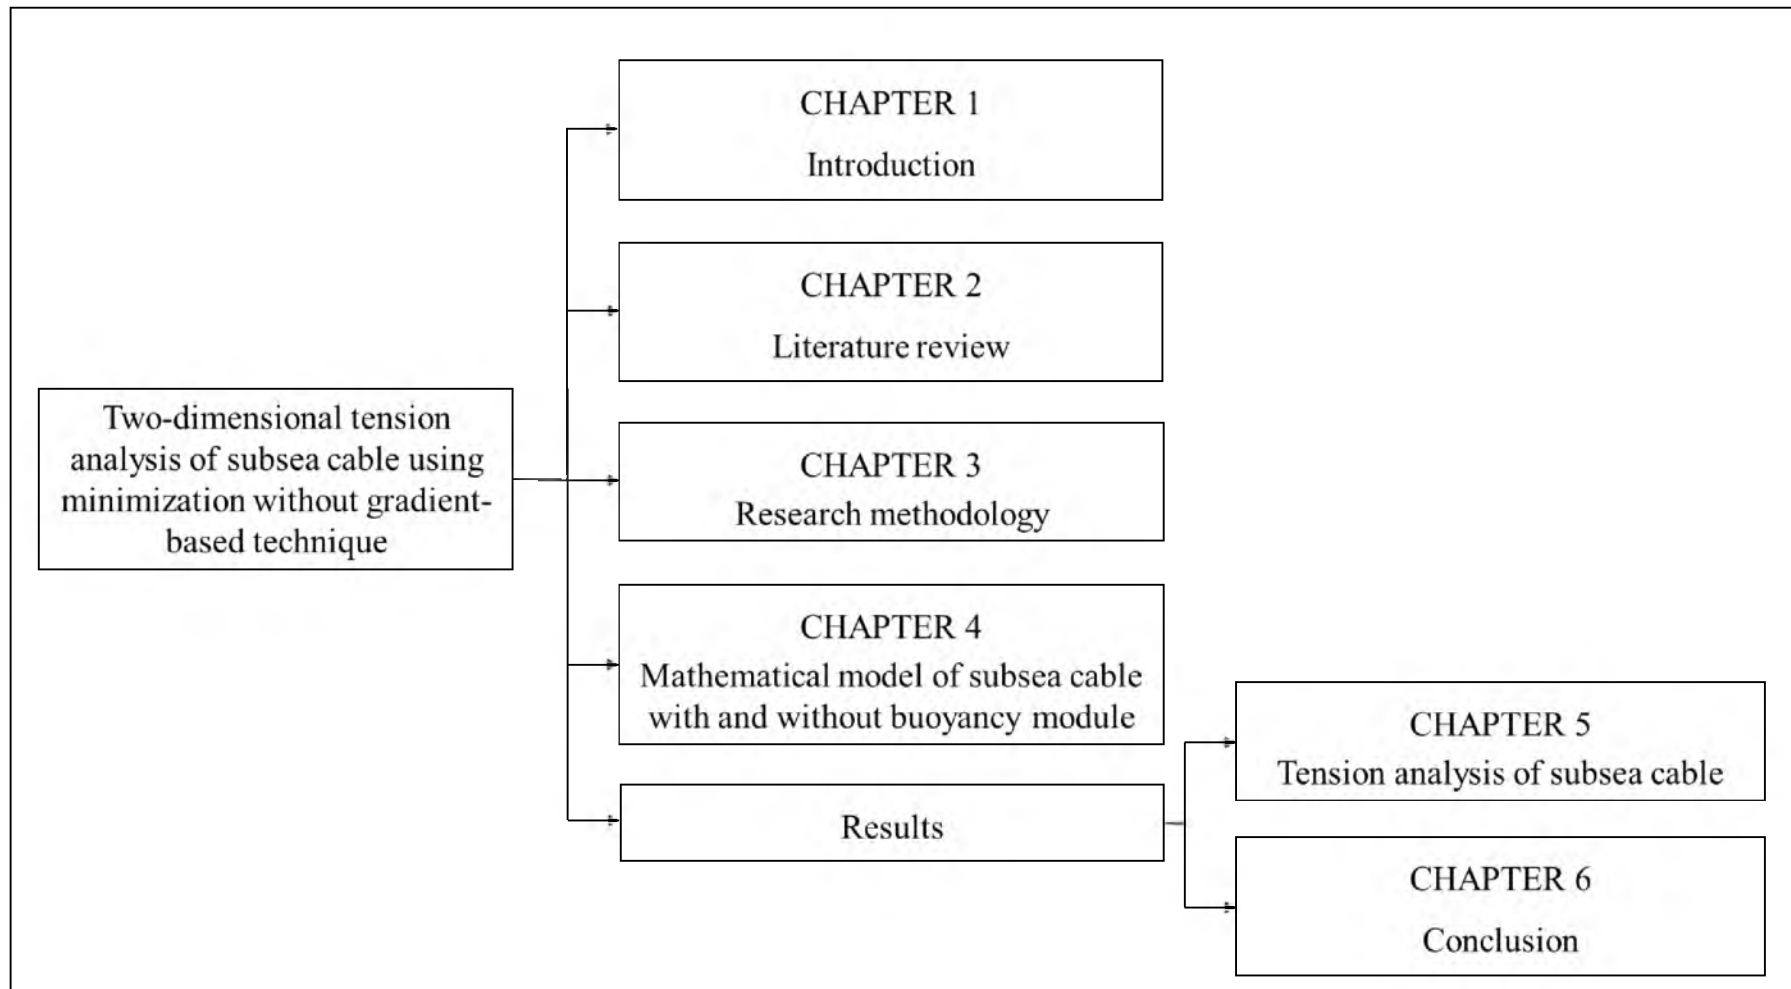 CHAPTER 1
Introduction
CHAPTER 2
Literature review
Two-dimensional tension
analysis of subsea cable using
minimization without gradient-
based technique
CHAPTER 3
Research methodology
CHAPTER 4
Mathematical model of subsea cable
with and without buoyancy module
Results
CHAPTER 5
Tension analysis of subsea cable
CHAPTER 6
Conclusion